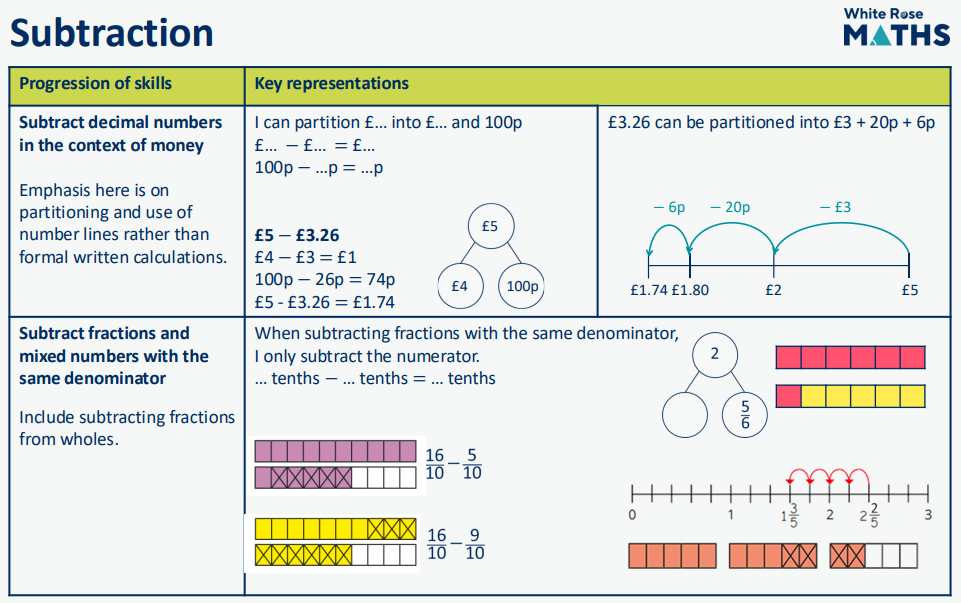 Subtraction
White Rose
MATHS
Progression of skills
Key representations
Subtract decimal numbers
in the context of money
Emphasis here is on
partitioning and use of
number lines rather than
formal written calculations.
I can partition £... into £... and 100p
£... − £... = £...
100p − ...p = ...p
£5 − £3.26
£4 − £3 = £1
100p − 26p = 74p
£5 - £3.26 = £1.74
£5
£4
100p
£3.26 can be partitioned into £3 + 20p + 6p
− 6p
− 20p
− £3
£1.74
£1.80
£2
£5
Subtract fractions and
mixed numbers with the
same denominator
Include subtracting fractions
from wholes.
When subtracting fractions with the same denominator,
I only subtract the numerator.
... tenths − ... tenths = ... tenths
16/10 − 5/10
16/10 − 9/10
2
5/6
0
1
1 3/5
2
2 2/5
3